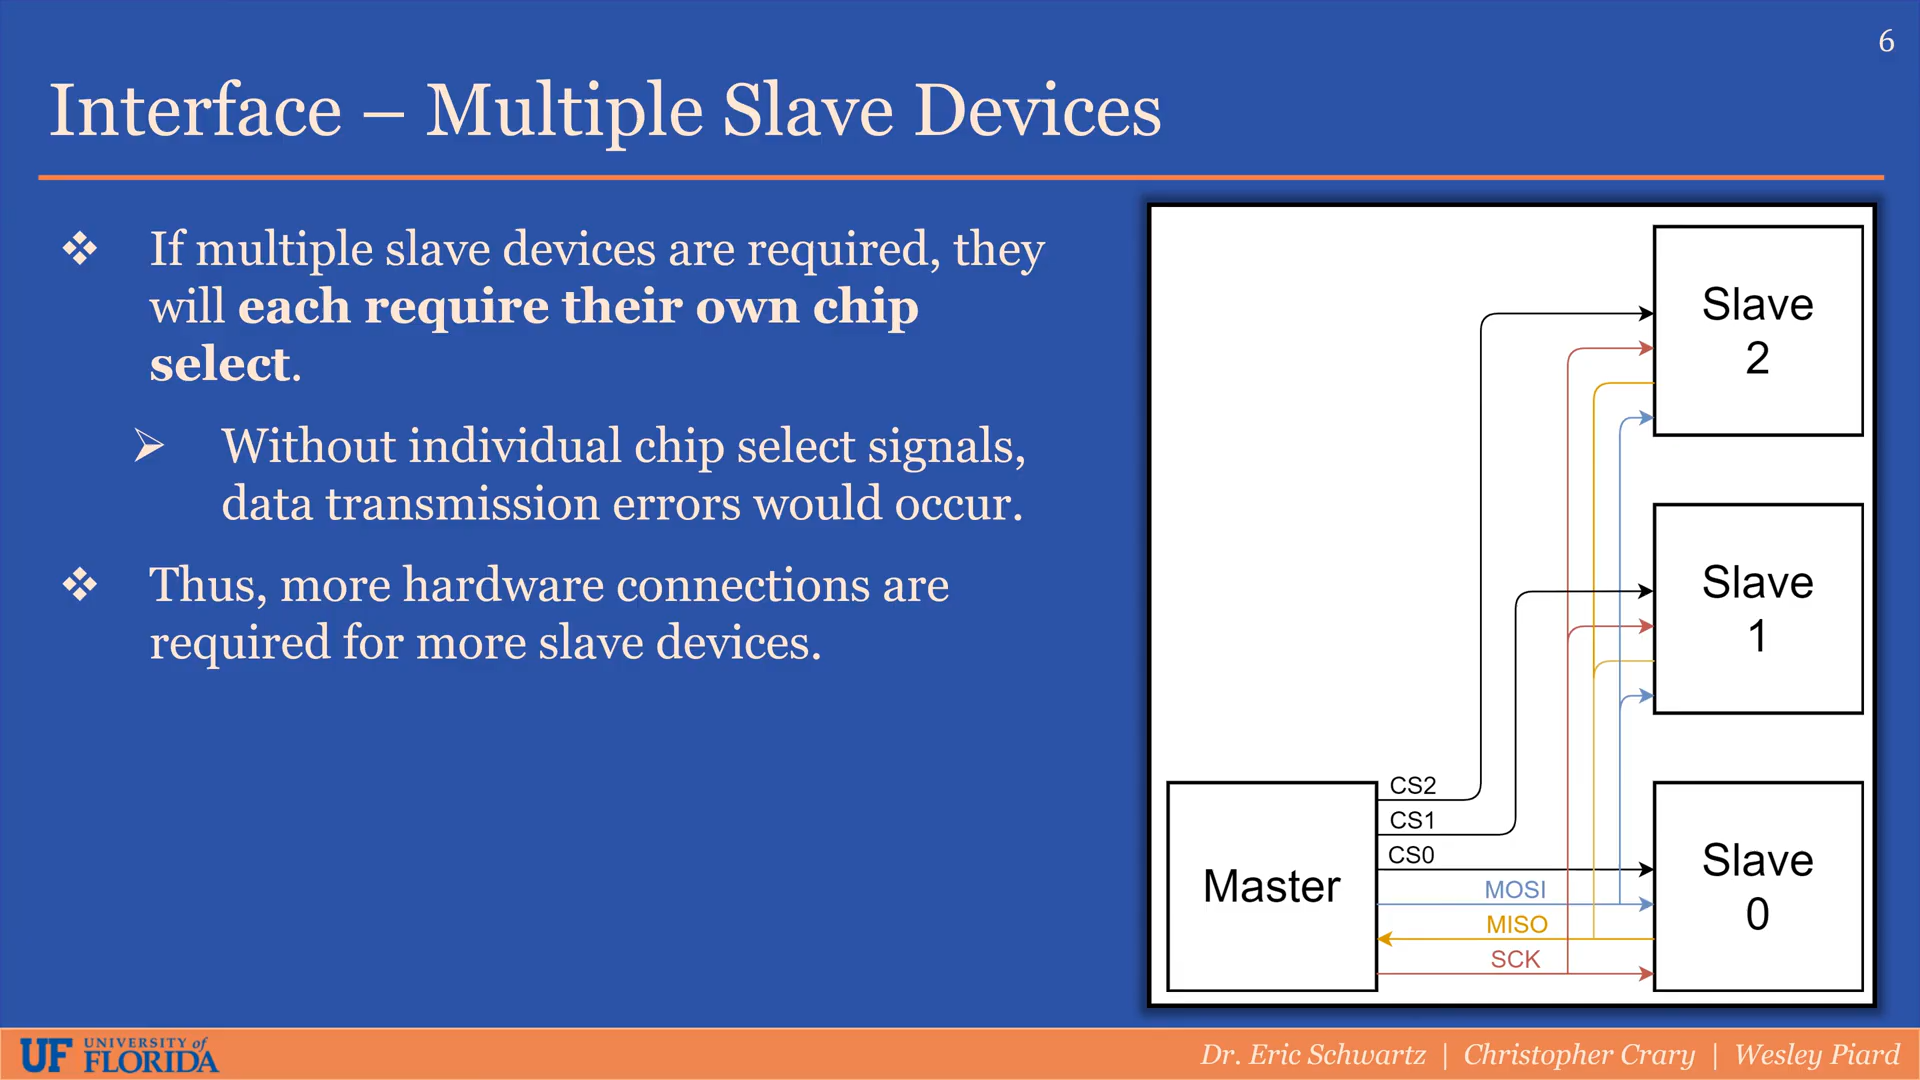 6
Interface – Multiple Slave Devices
❖ If multiple slave devices are required, they
will each require their own chip
select.
➢ Without individual chip select signals,
data transmission errors would occur.
❖ Thus, more hardware connections are
required for more slave devices.
Slave
2
Slave
1
Slave
0
Master
CS2
CS1
CS0
MOSI
MISO
SCK
UF UNIVERSITY of
FLORIDA
Dr. Eric Schwartz | Christopher Crary | Wesley Piard